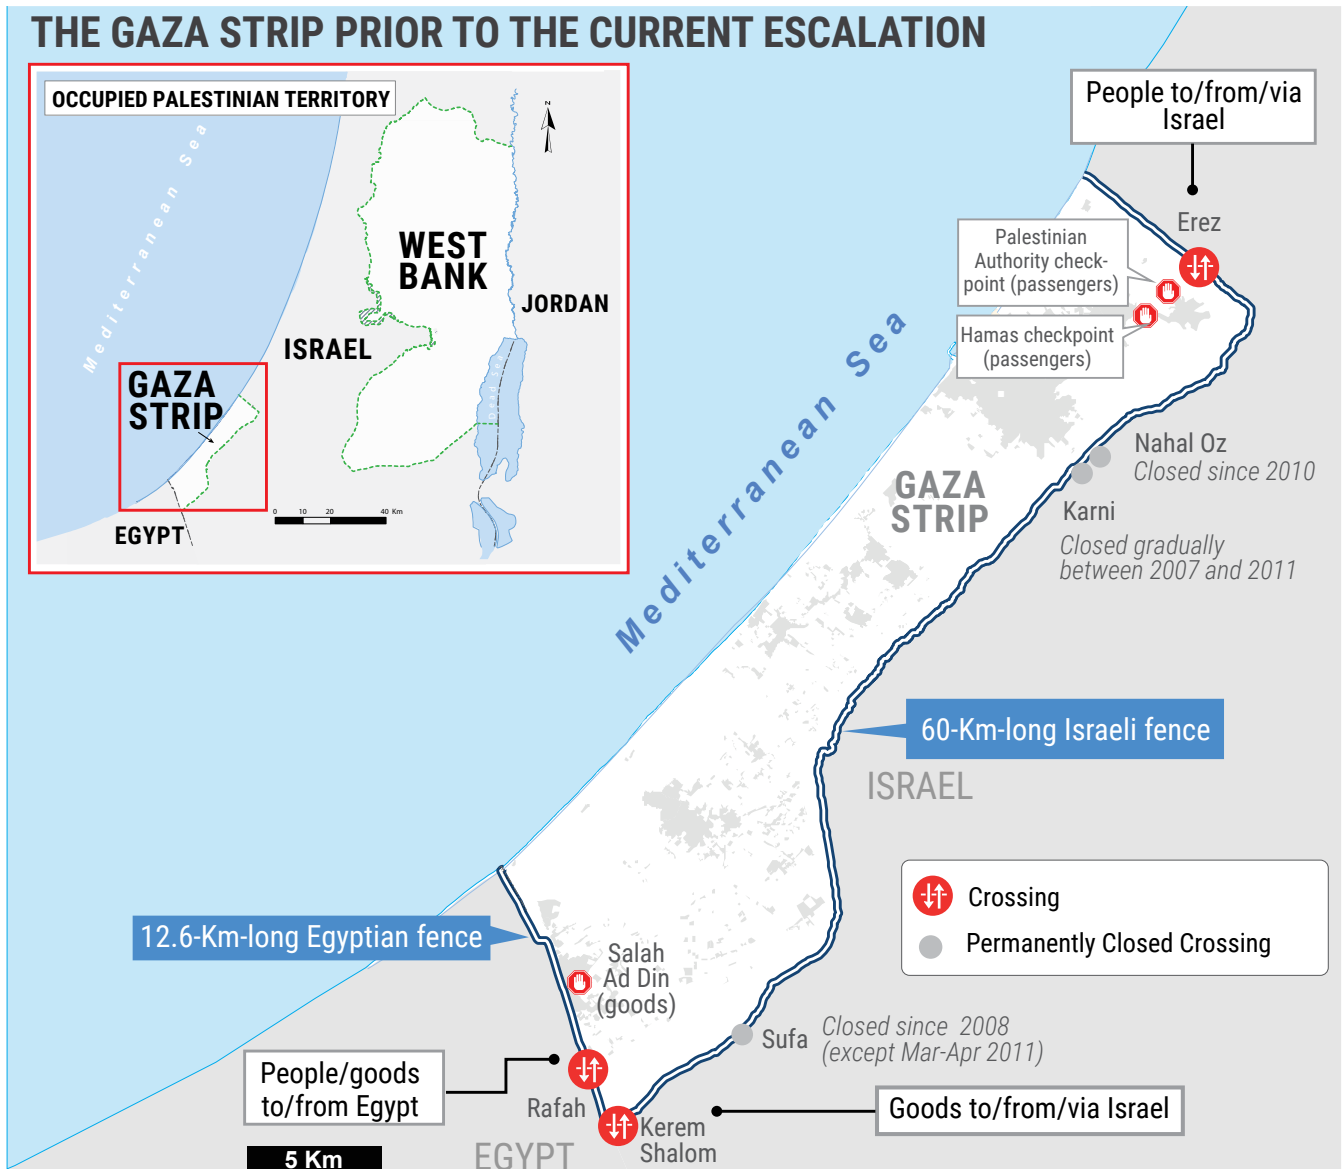 THE GAZA STRIP PRIOR TO THE CURRENT ESCALATION
OCCUPIED PALESTINIAN TERRITORY
N
Mediterranean Sea
WEST
BANK
JORDAN
ISRAEL
Dead Sea
GAZA
STRIP
EGYPT
0 10 20 40 Km
People to/from/via
Israel
Erez
Palestinian
Authority check-
point (passengers)
Hamas checkpoint
(passengers)
Mediterranean Sea
Nahal Oz
Closed since 2010
GAZA
STRIP
Karni
Closed gradually
between 2007 and 2011
60-Km-long Israeli fence
ISRAEL
Crossing
Permanently Closed Crossing
12.6-Km-long Egyptian fence
Salah
Ad Din
(goods)
Sufa
Closed since 2008
(except Mar-Apr 2011)
People/goods
to/from Egypt
Rafah
Goods to/from/via Israel
Kerem
Shalom
EGYPT
5 Km